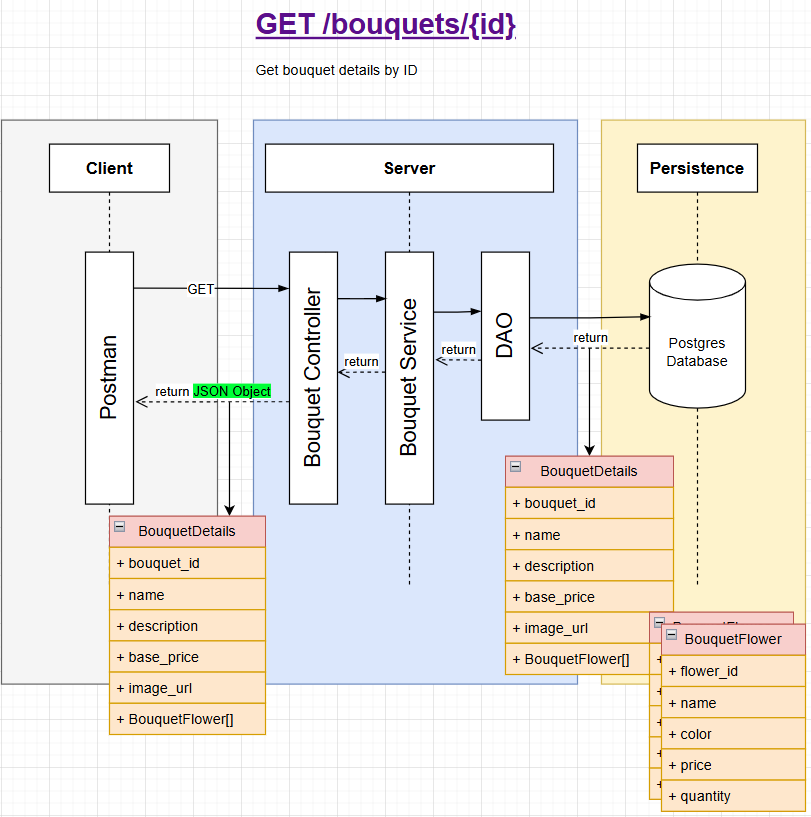 GET /bouquets/{id}
Get bouquet details by ID
Client
Server
Persistence
GET
Postman
Bouquet Controller
Bouquet Service
DAO
Postgres
Database
return
return
return
return JSON Object
BouquetDetails
+ bouquet_id
+ name
+ description
+ base_price
+ image_url
+ BouquetFlower[]
BouquetDetails
+ bouquet_id
+ name
+ description
+ base_price
+ image_url
+ BouquetFlower[]
BouquetFlower
+ flower_id
+ name
+ color
+ price
+ quantity